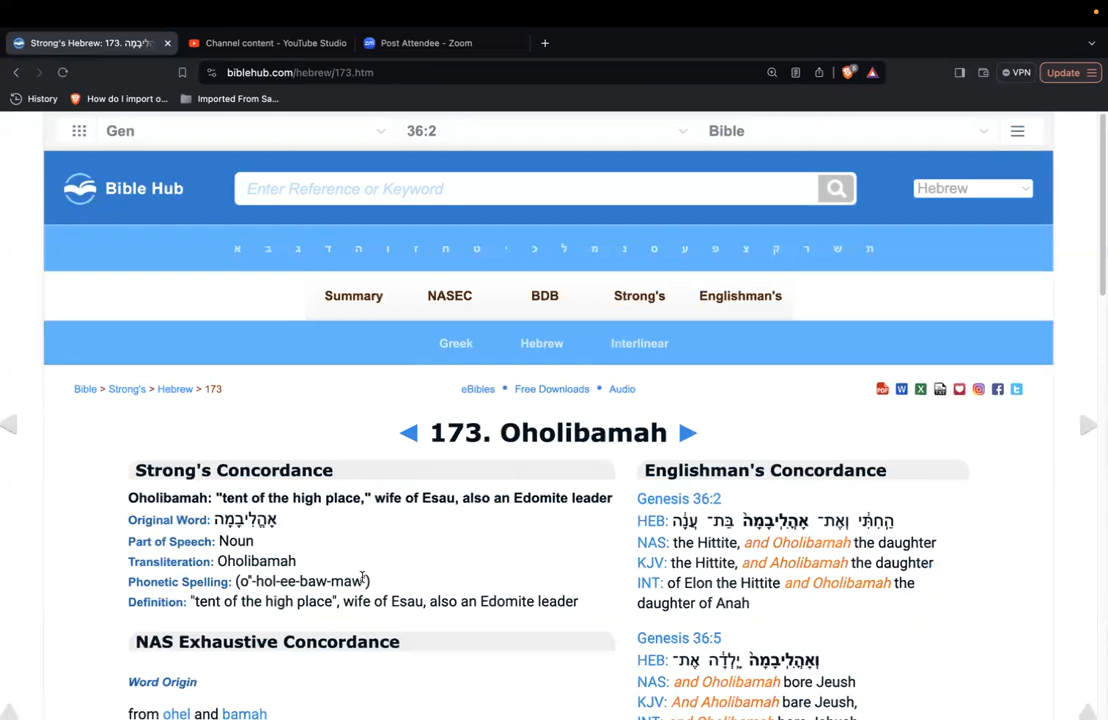 Strong's Hebrew: 173.
Channel content - YouTube Studio
Post Attendee - Zoom
biblehub.com/hebrew/173.htm
VPN
Update
History
How do I import o...
Imported From Sa...
Gen
36:2
Bible
Bible Hub
Enter Reference or Keyword
Hebrew
א ב ג ד ה ו ז ח ט י כ ל מ נ ס ע פ צ ק ר ש ת
Summary NASEC BDB Strong's Englishman's
Greek Hebrew Interlinear
Bible > Strong's > Hebrew > 173
eBibles • Free Downloads • Audio
◄ 173. Oholibamah ►
Strong's Concordance
Oholibamah: "tent of the high place," wife of Esau, also an Edomite leader
Original Word: אָהֳלִיבָמָה
Part of Speech: Noun
Transliteration: Oholibamah
Phonetic Spelling: (o"-hol-ee-baw-maw')
Definition: "tent of the high place", wife of Esau, also an Edomite leader
NAS Exhaustive Concordance
Word Origin
from ohel and bamah
Englishman's Concordance
Genesis 36:2
HEB: הַֽחִתִּ֔י וְאֶת־ אָהֳלִֽיבָמָה֙ בַּת־ עֲנָ֔ה
NAS: the Hittite, and Oholibamah the daughter
KJV: the Hittite, and Aholibamah the daughter
INT: of Elon the Hittite and Oholibamah the
daughter of Anah
Genesis 36:5
HEB: וְאָהֳלִֽיבָמָה֙ יָֽלְדָ֔ה אֶת־
NAS: and Oholibamah bore Jeush
KJV: And Aholibamah bare Jeush,